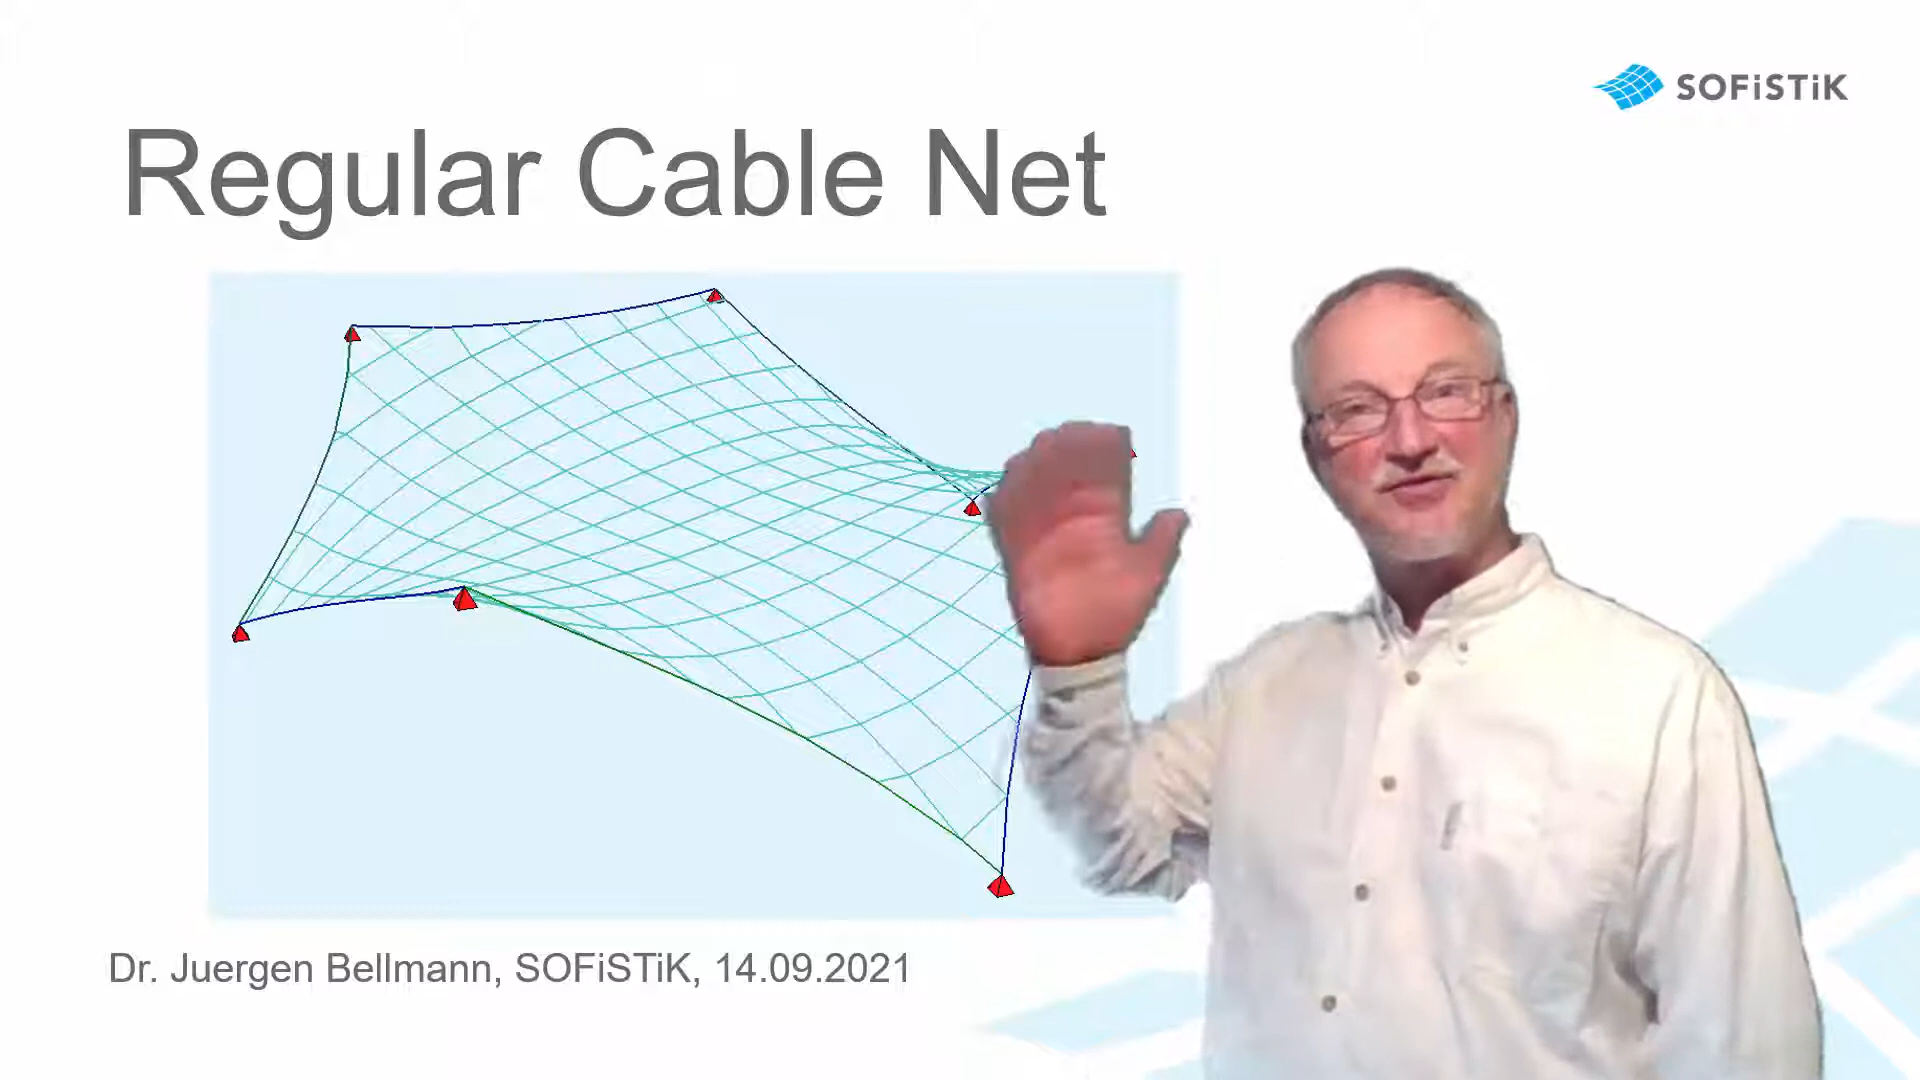 SOFiSTiK
Regular Cable Net
Dr. Juergen Bellmann, SOFiSTiK, 14.09.2021